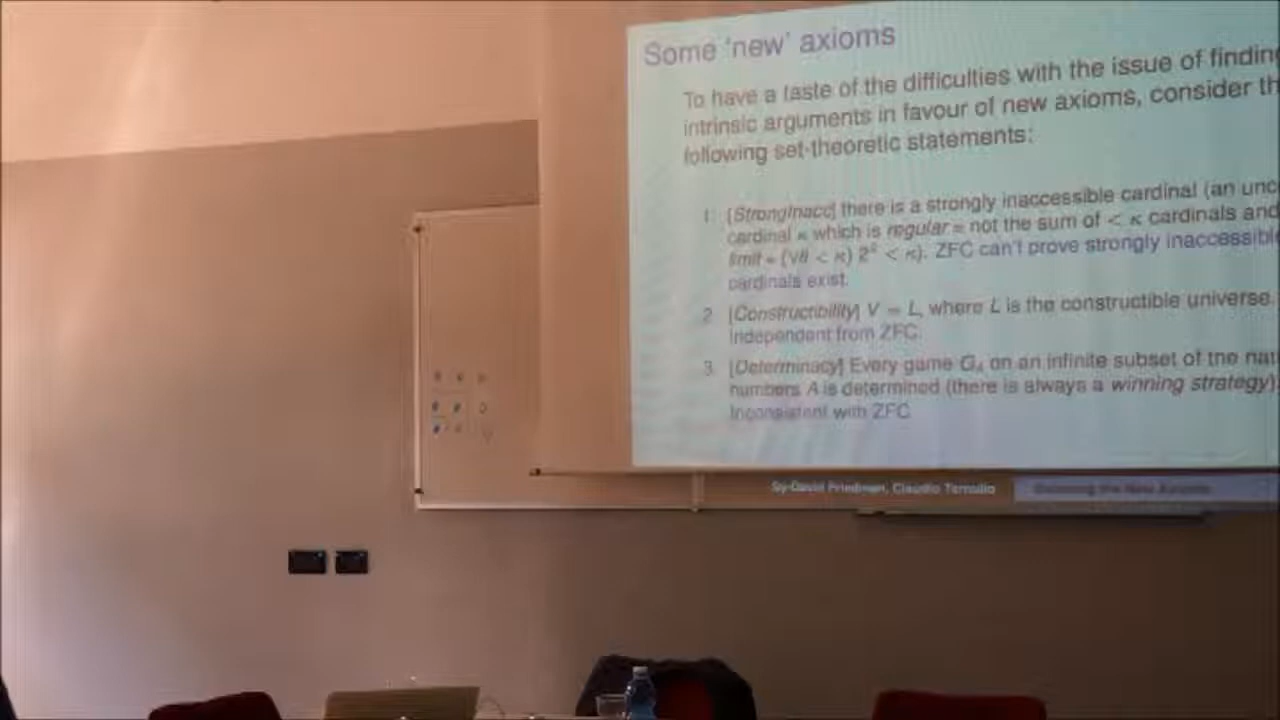 Some ‘new’ axioms
To have a taste of the difficulties with the issue of finding
intrinsic arguments in favour of new axioms, consider th
following set-theoretic statements:
1. [StrongInacc] there is a strongly inaccessible cardinal (an unc
cardinal κ which is regular = not the sum of < κ cardinals and
limit = (∀θ < κ) 2^θ < κ). ZFC can't prove strongly inaccessible
cardinals exist.
2. [Constructibility] V = L, where L is the constructible universe.
Independent from ZFC.
3. [Determinacy] Every game G_A on an infinite subset of the nat
numbers A is determined (there is always a winning strategy)
Inconsistent with ZFC
Sy-David Friedman, Claudio Ternullo
the New Axioms